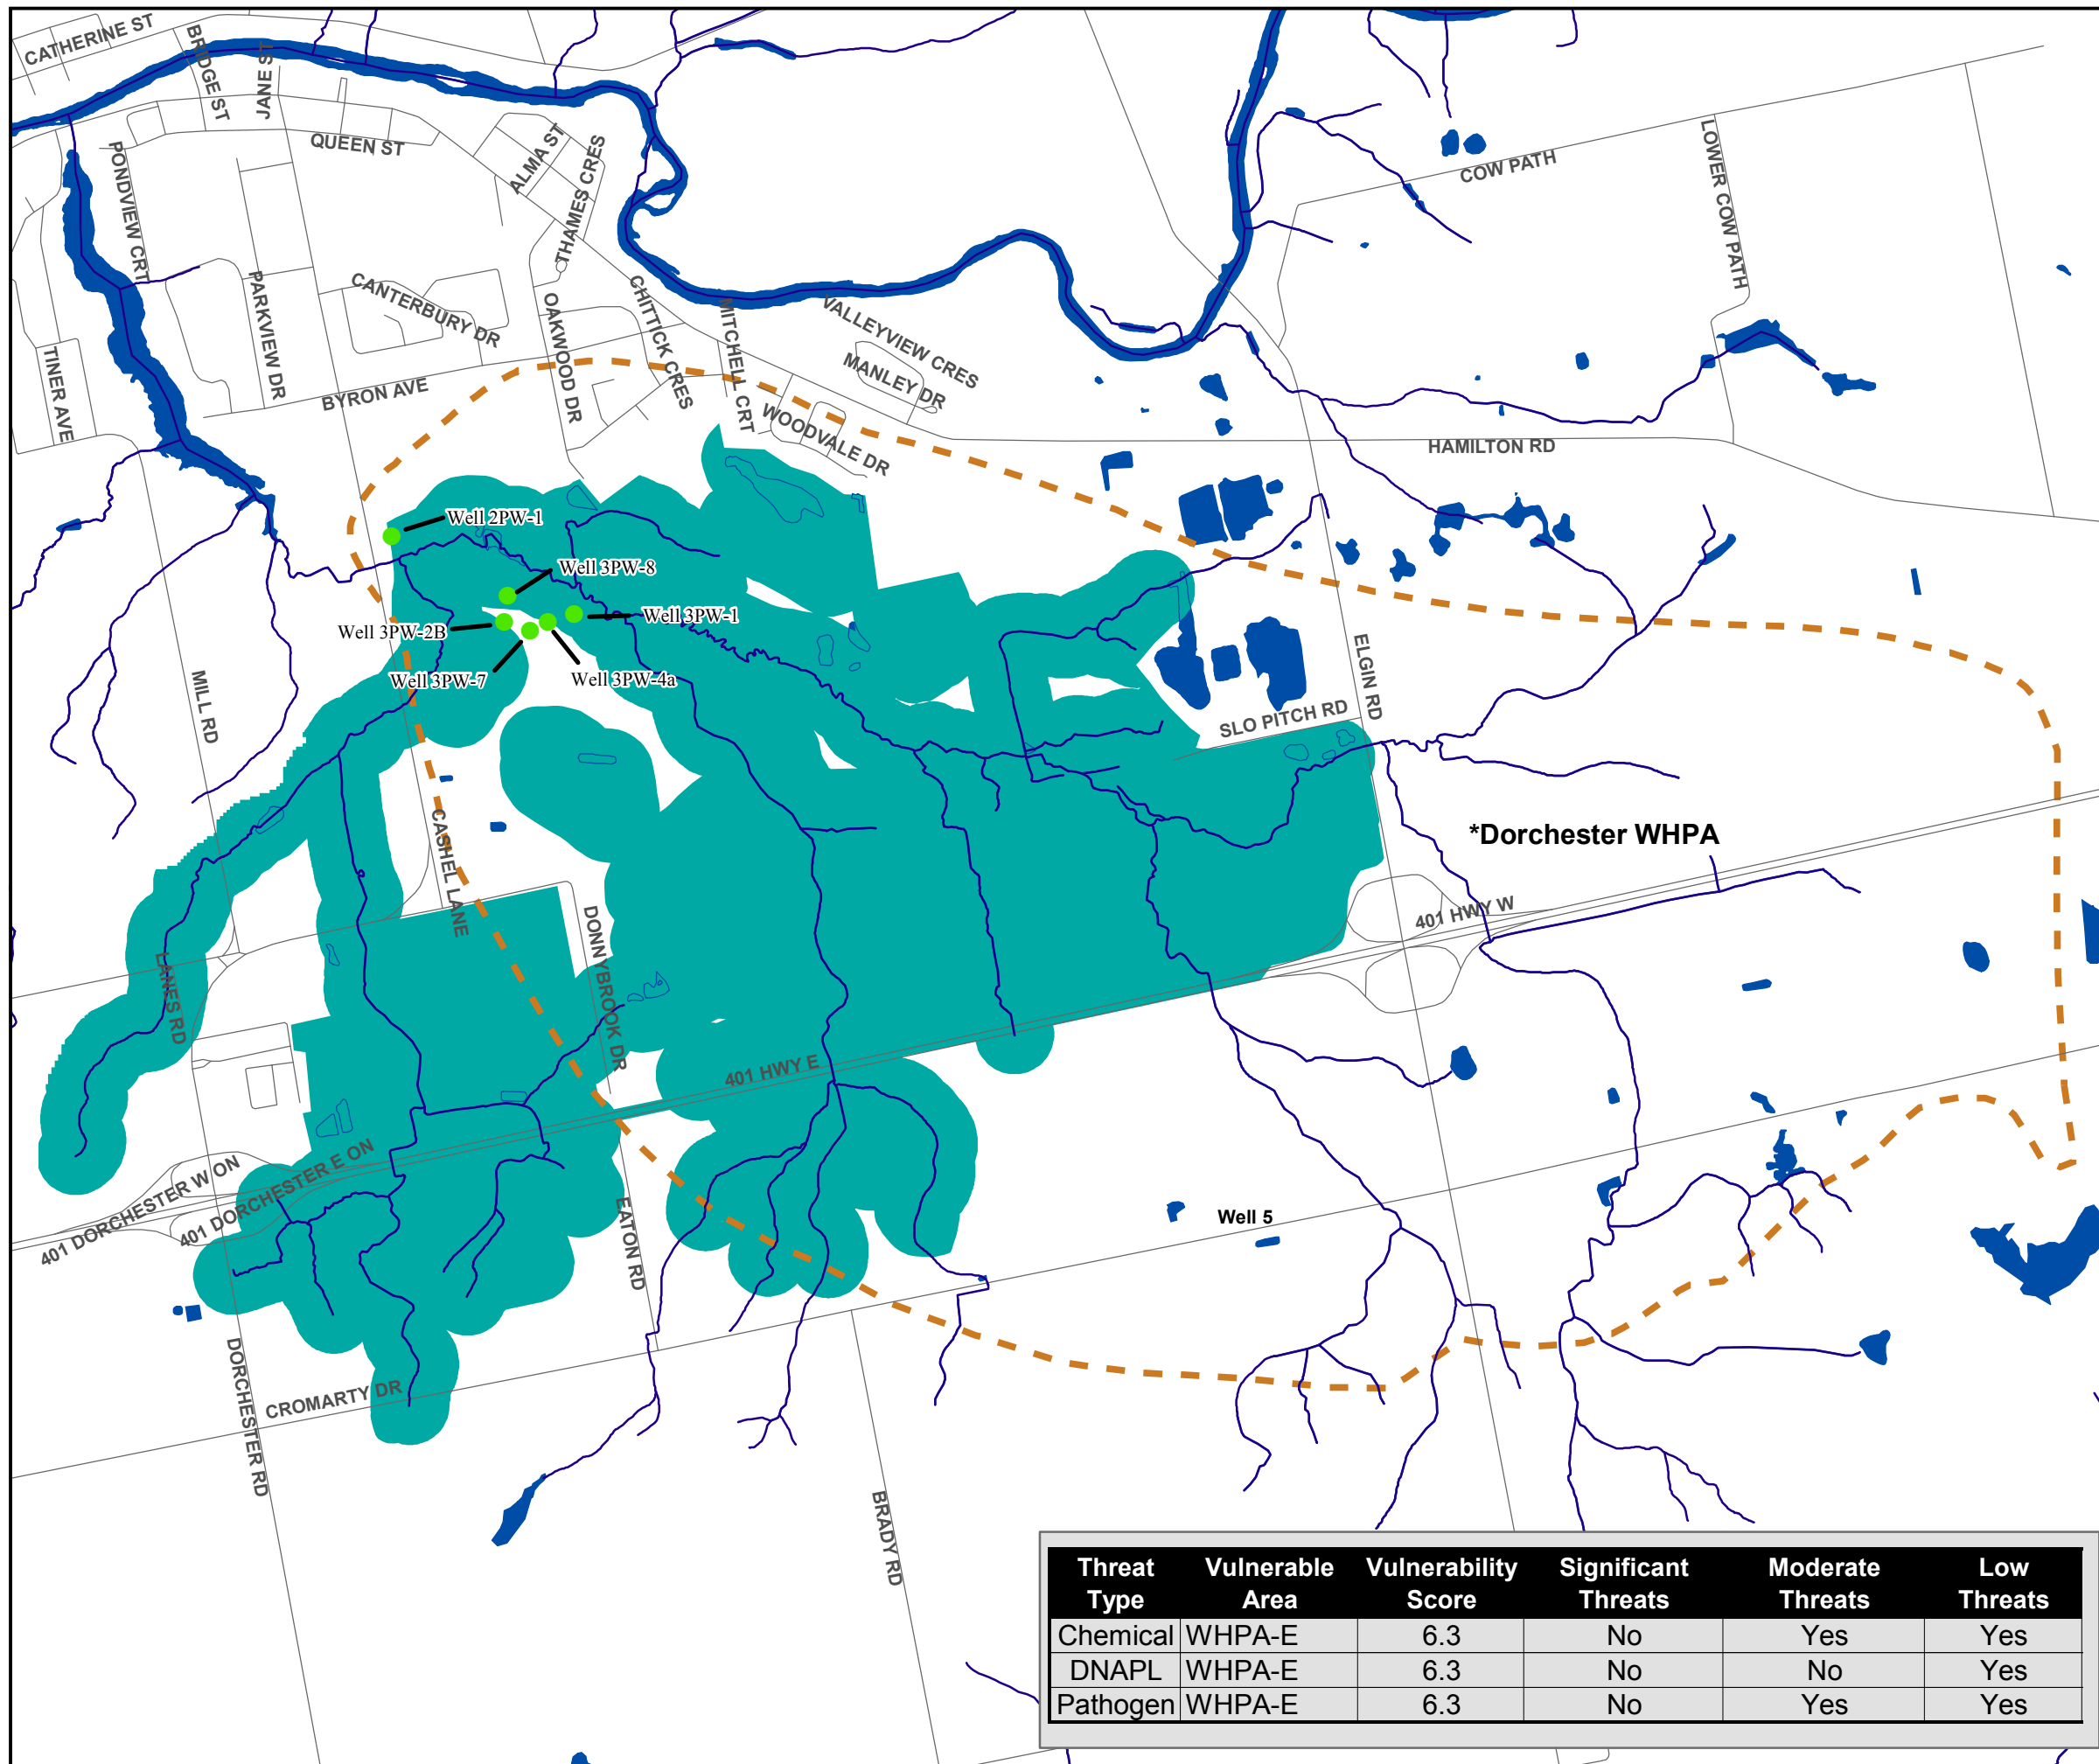 CATHERINE ST
BRIDGE ST
JANE ST
QUEEN ST
ALMA ST
THAMES CRES
PONDVIEW CRT
COW PATH
LOWER COW PATH
PARKVIEW DR
CANTERBURY DR
OAKWOOD DR
CHITTICK CRES
MITCHELL CRT
VALLEYVIEW CRES
MANLEY DR
TINER AVE
BYRON AVE
WOODVALE DR
HAMILTON RD
Well 2PW-1
Well 3PW-8
Well 3PW-1
Well 3PW-2B
Well 3PW-7
Well 3PW-4a
MILL RD
ELGIN RD
SLO PITCH RD
CASHEL LANE
*Dorchester WHPA
DONNYBROOK DR
401 HWY W
LANES RD
401 HWY E
401 DORCHESTER W ON
401 DORCHESTER E ON
EATON RD
Well 5
DORCHESTER RD
CROMARTY DR
BRADY RD
Threat Type Vulnerable Area Vulnerability Score Significant Threats Moderate Threats Low Threats
Chemical WHPA-E 6.3 No Yes Yes
DNAPL WHPA-E 6.3 No No Yes
Pathogen WHPA-E 6.3 No Yes Yes